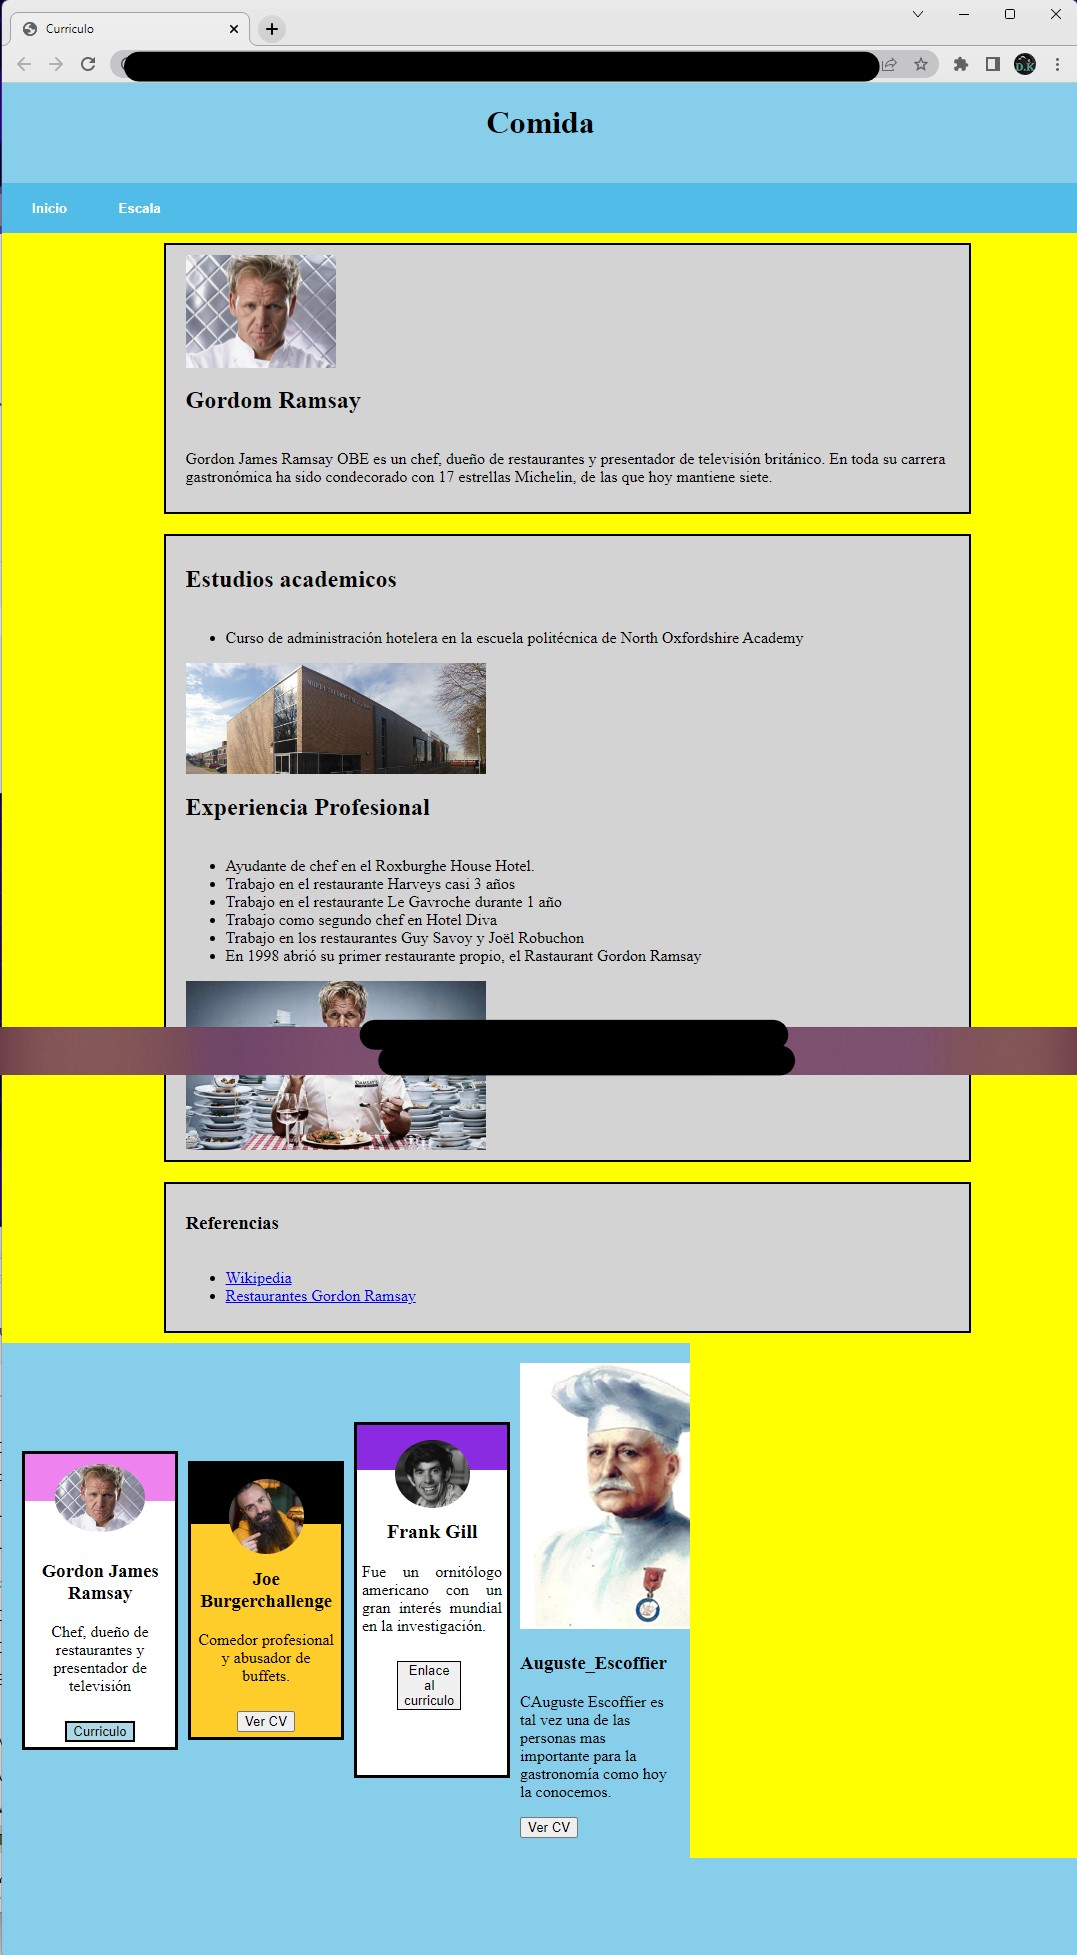 Curriculo
Comida
Inicio
Escala
Gordom Ramsay
Gordon James Ramsay OBE es un chef, dueño de restaurantes y presentador de televisión británico. En toda su carrera
gastronómica ha sido condecorado con 17 estrellas Michelin, de las que hoy mantiene siete.
Estudios academicos
Curso de administración hotelera en la escuela politécnica de North Oxfordshire Academy
Experiencia Profesional
Ayudante de chef en el Roxburghe House Hotel.
Trabajo en el restaurante Harveys casi 3 años
Trabajo en el restaurante Le Gavroche durante 1 año
Trabajo como segundo chef en Hotel Diva
Trabajo en los restaurantes Guy Savoy y Joël Robuchon
En 1998 abrió su primer restaurante propio, el Rastaurant Gordon Ramsay
Referencias
Wikipedia
Restaurantes Gordon Ramsay
Gordon James
Ramsay
Chef, dueño de
restaurantes y
presentador de
televisión
Curriculo
Joe
Burgerchallenge
Comedor profesional
y abusador de
buffets.
Ver CV
Frank Gill
Fue un ornitólogo
americano con un
gran interés mundial
en la investigación.
Enlace
al
curriculo
Auguste_Escoffier
CAuguste Escoffier es
tal vez una de las
personas mas
importante para la
gastronomía como hoy
la conocemos.
Ver CV